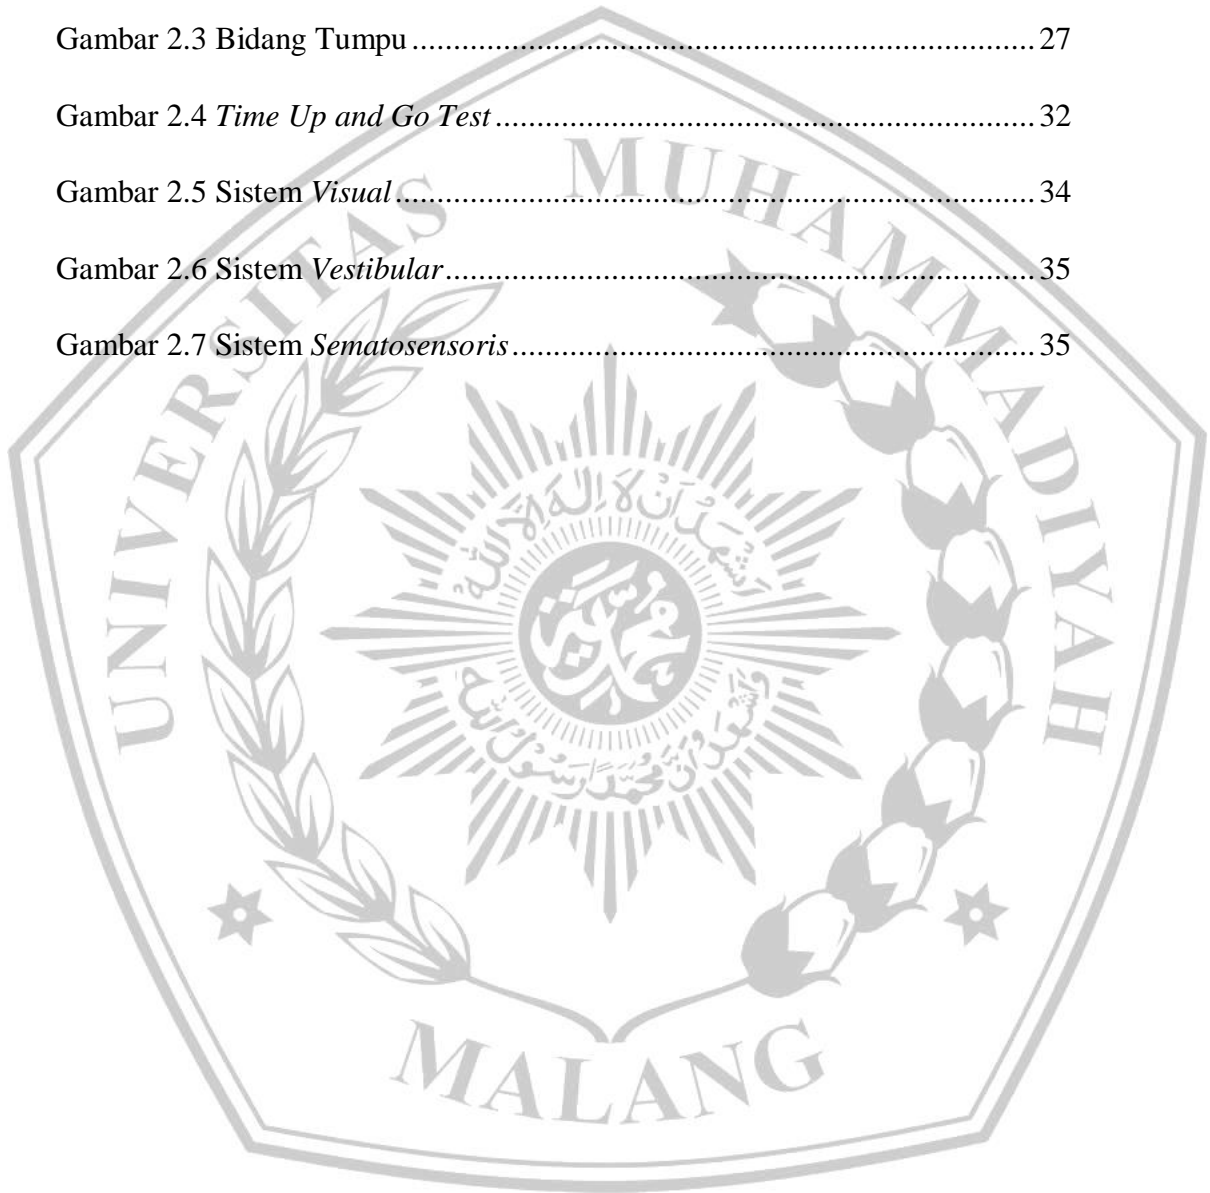 Gambar 2.3 Bidang Tumpu ........................................................................... 27
Gambar 2.4 Time Up and Go Test ................................................................. 32
Gambar 2.5 Sistem Visual ............................................................................. 34
Gambar 2.6 Sistem Vestibular ....................................................................... 35
Gambar 2.7 Sistem Sematosensoris ............................................................... 35
UNIVERSITAS MUHAMMADIYAH
MALANG